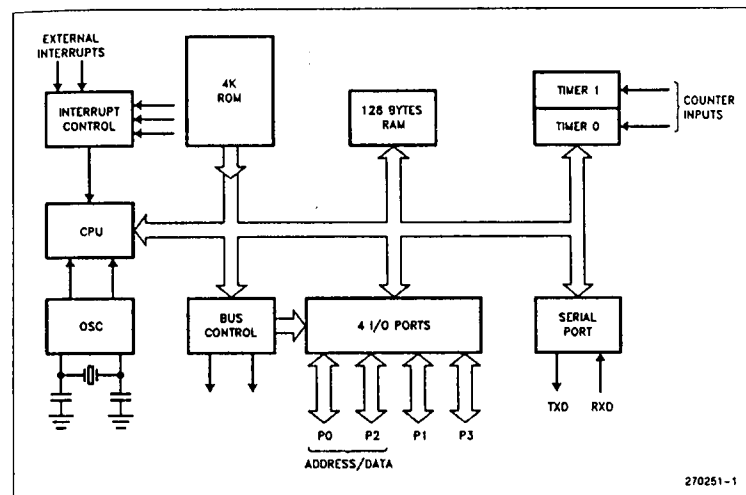 EXTERNAL
INTERRUPTS
INTERRUPT
CONTROL
4K
ROM
128 BYTES
RAM
TIMER 1
TIMER 0
COUNTER
INPUTS
CPU
OSC
BUS
CONTROL
4 I/O PORTS
SERIAL
PORT
TXD RXD
P0 P2 P1 P3
ADDRESS/DATA
270251-1